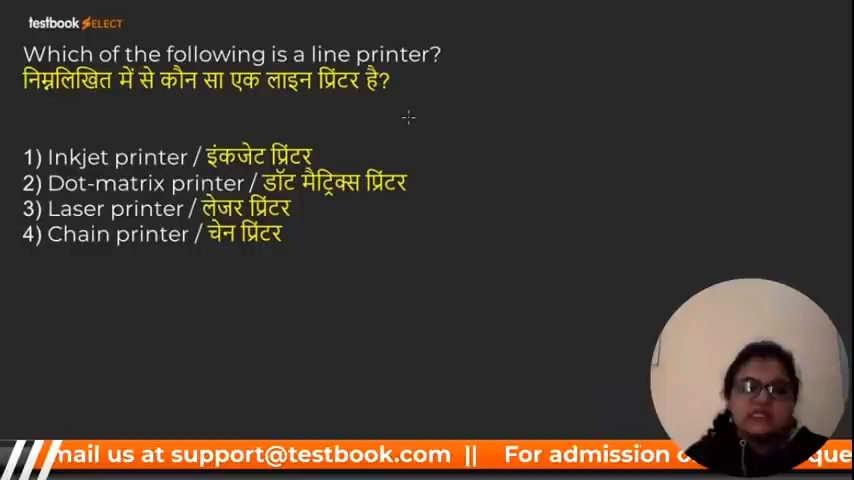 testbook SELECT
Which of the following is a line printer?
निम्नलिखित में से कौन सा एक लाइन प्रिंटर है?
1) Inkjet printer / इंकजेट प्रिंटर
2) Dot-matrix printer / डॉट मैट्रिक्स प्रिंटर
3) Laser printer / लेजर प्रिंटर
4) Chain printer / चेन प्रिंटर
mail us at support@testbook.com || For admission